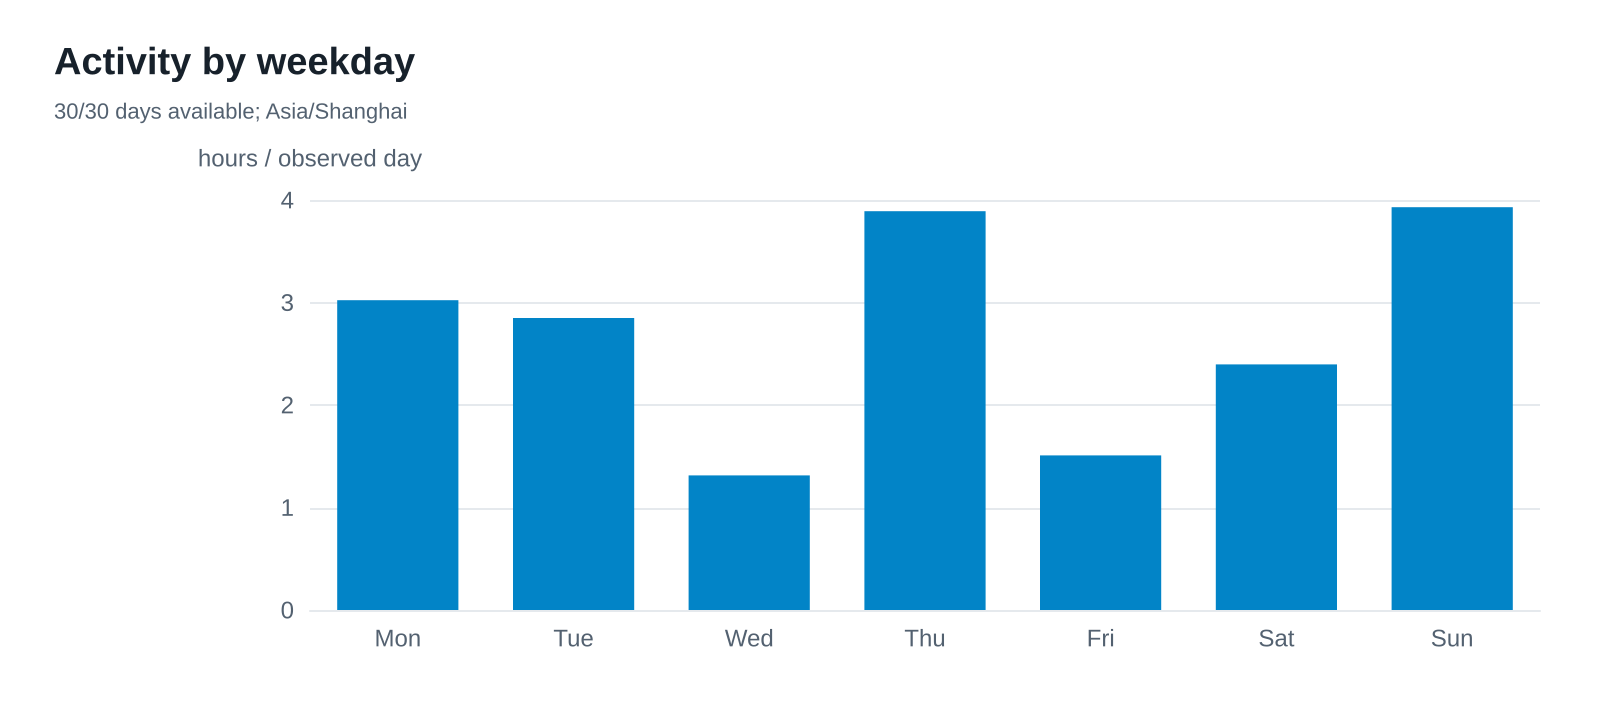 Activity by weekday
30/30 days available; Asia/Shanghai
hours / observed day
4
3
2
1
0
Mon Tue Wed Thu Fri Sat Sun